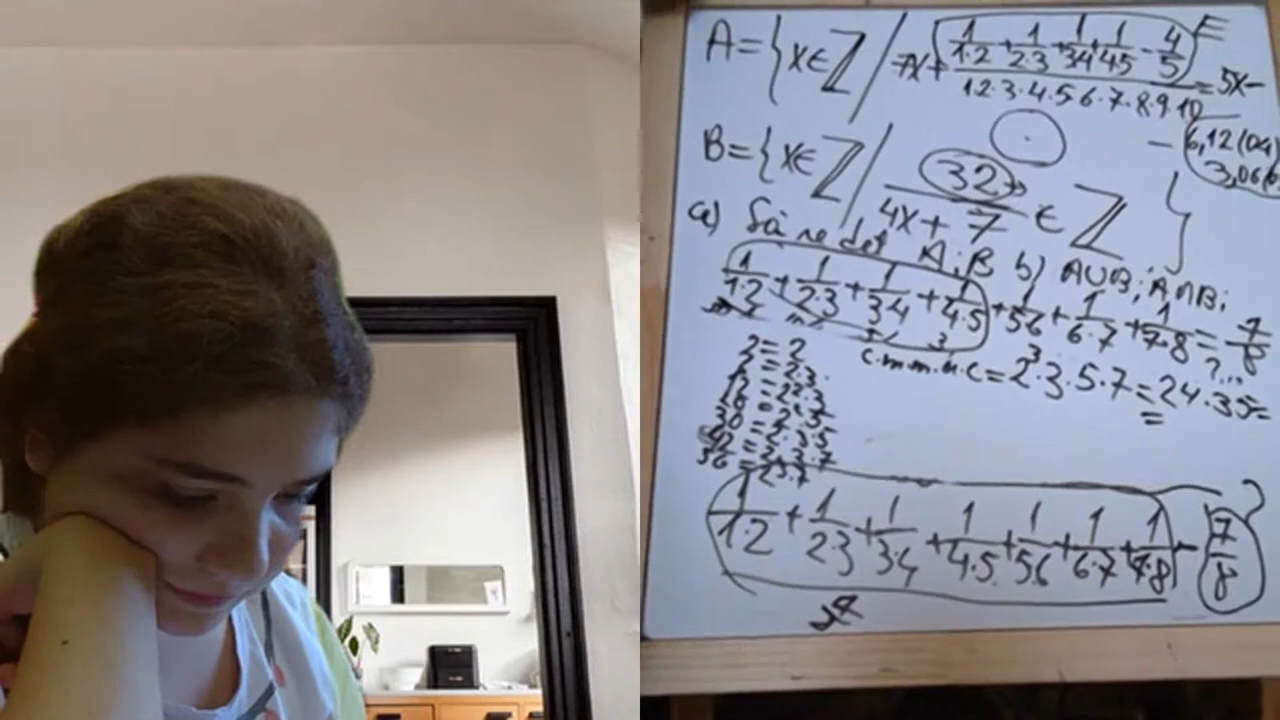 A = { x ∈ ℤ / 7x + (1/1·2 + 1/2·3 + 1/3·4 + 1/4·5 - 4/5) / 1·2·3·4·5·6·7·8·9·10 = 5x -
- 6,12(04) / 3,06(
B = { x ∈ ℤ / 32 / 4x + 7 ∈ ℤ }
a) Să se det A; B b) A∪B; A∩B;
1/1·2 + 1/2·3 + 1/3·4 + 1/4·5 + 1/5·6 + 1/6·7 + 1/7·8 = 7/8
c.m.m.m.c = 2³·3·5·7 = 24·35 =
2 = 2
= 2·3
12 = 2²·3
30 = 2·3·5
42 = 2·3·7
56 = 2³·7
1/1·2 + 1/2·3 + 1/3·4 + 1/4·5 + 1/5·6 + 1/6·7 + 1/7·8 - 7/8